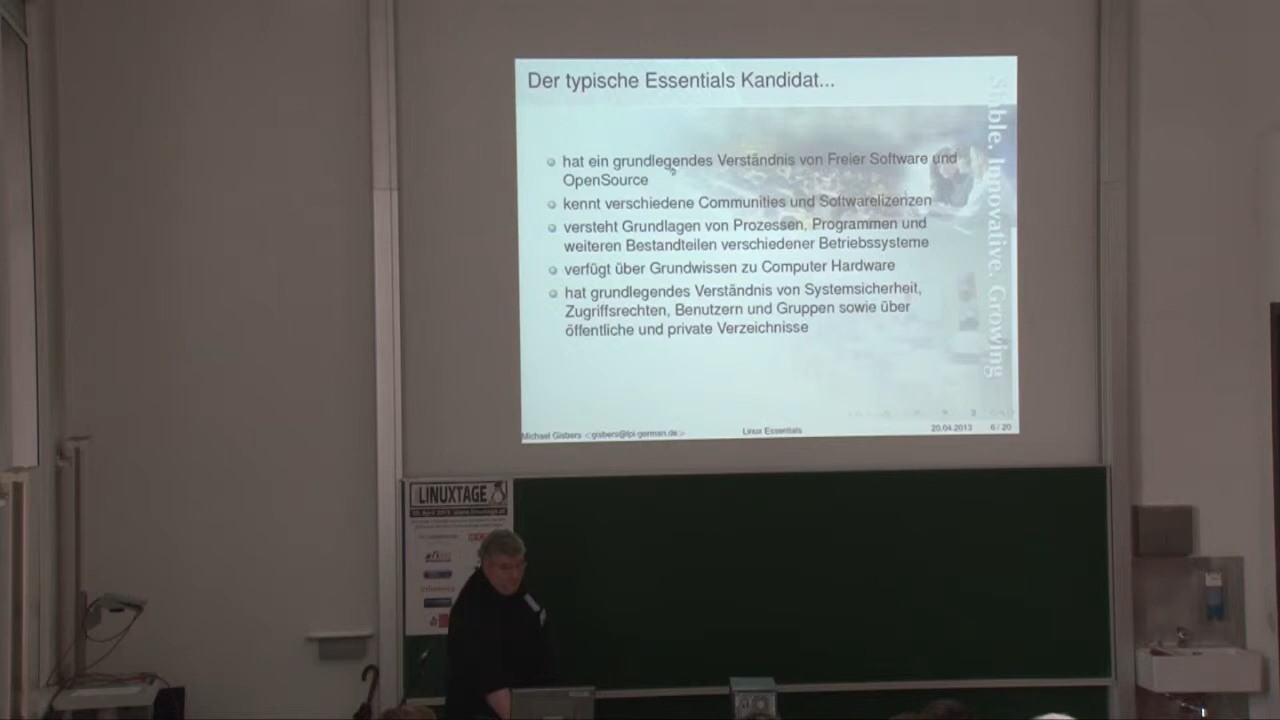 Der typische Essentials Kandidat...
hat ein grundlegendes Verständnis von Freier Software und
OpenSource
kennt verschiedene Communities und Softwarelizenzen
versteht Grundlagen von Prozessen, Programmen und
weiteren Bestandteilen verschiedener Betriebssysteme
verfügt über Grundwissen zu Computer Hardware
hat grundlegendes Verständnis von Systemsicherheit,
Zugriffsrechten, Benutzern und Gruppen sowie über
öffentliche und private Verzeichnisse
Stable. Innovative. Growing
Michael Gisbers <gisbers@lpi-german.de>
Linux Essentials
20.04.2013
6 / 20
LINUXTAGE